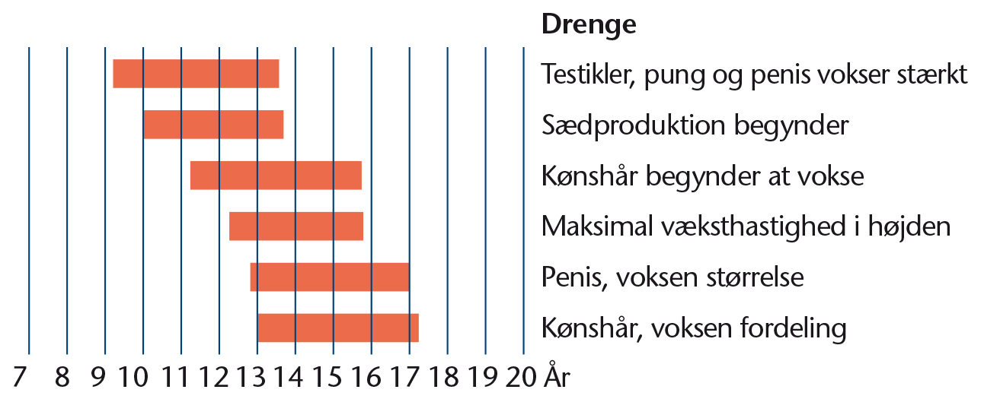 Drenge
Testikler, pung og penis vokser stærkt
Sædproduktion begynder
Kønshår begynder at vokse
Maksimal væksthastighed i højden
Penis, voksen størrelse
Kønshår, voksen fordeling
7 8 9 10 11 12 13 14 15 16 17 18 19 20 År